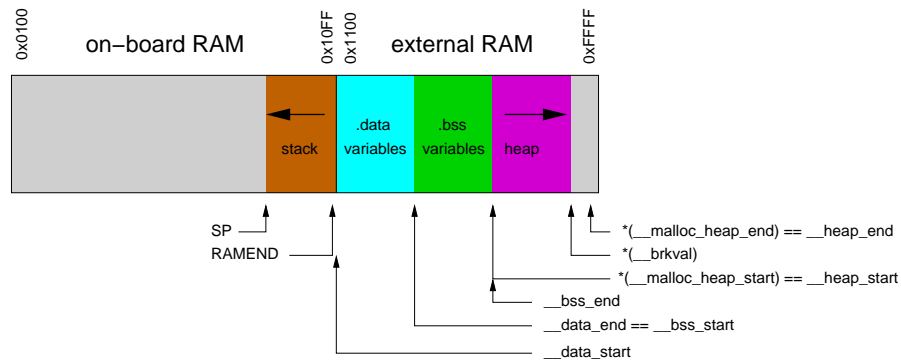 0x0100
on−board RAM
0x10FF
0x1100
external RAM
0xFFFF
stack
.data
variables
.bss
variables
heap
SP
RAMEND
*(__malloc_heap_end) == __heap_end
*(__brkval)
*(__malloc_heap_start) == __heap_start
__bss_end
__data_end == __bss_start
__data_start